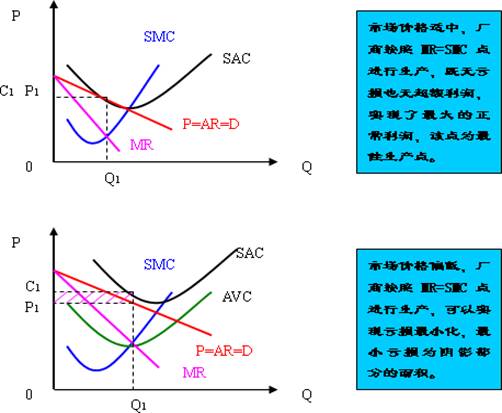 P
SMC
SAC
C1 P1
P=AR=D
MR
0
Q1
Q
市场价格适中，厂
商按照 MR=SMC 点
进行生产，既无亏
损也无超额利润，
实现了最大的正
常利润，该点为最
佳生产点。
P
SMC
SAC
C1
AVC
P1
P=AR=D
MR
0
Q1
Q
市场价格偏低，厂
商按照 MR=SMC 点
进行生产，可以实
现亏损最小化，最
小亏损为阴影部
分的面积。